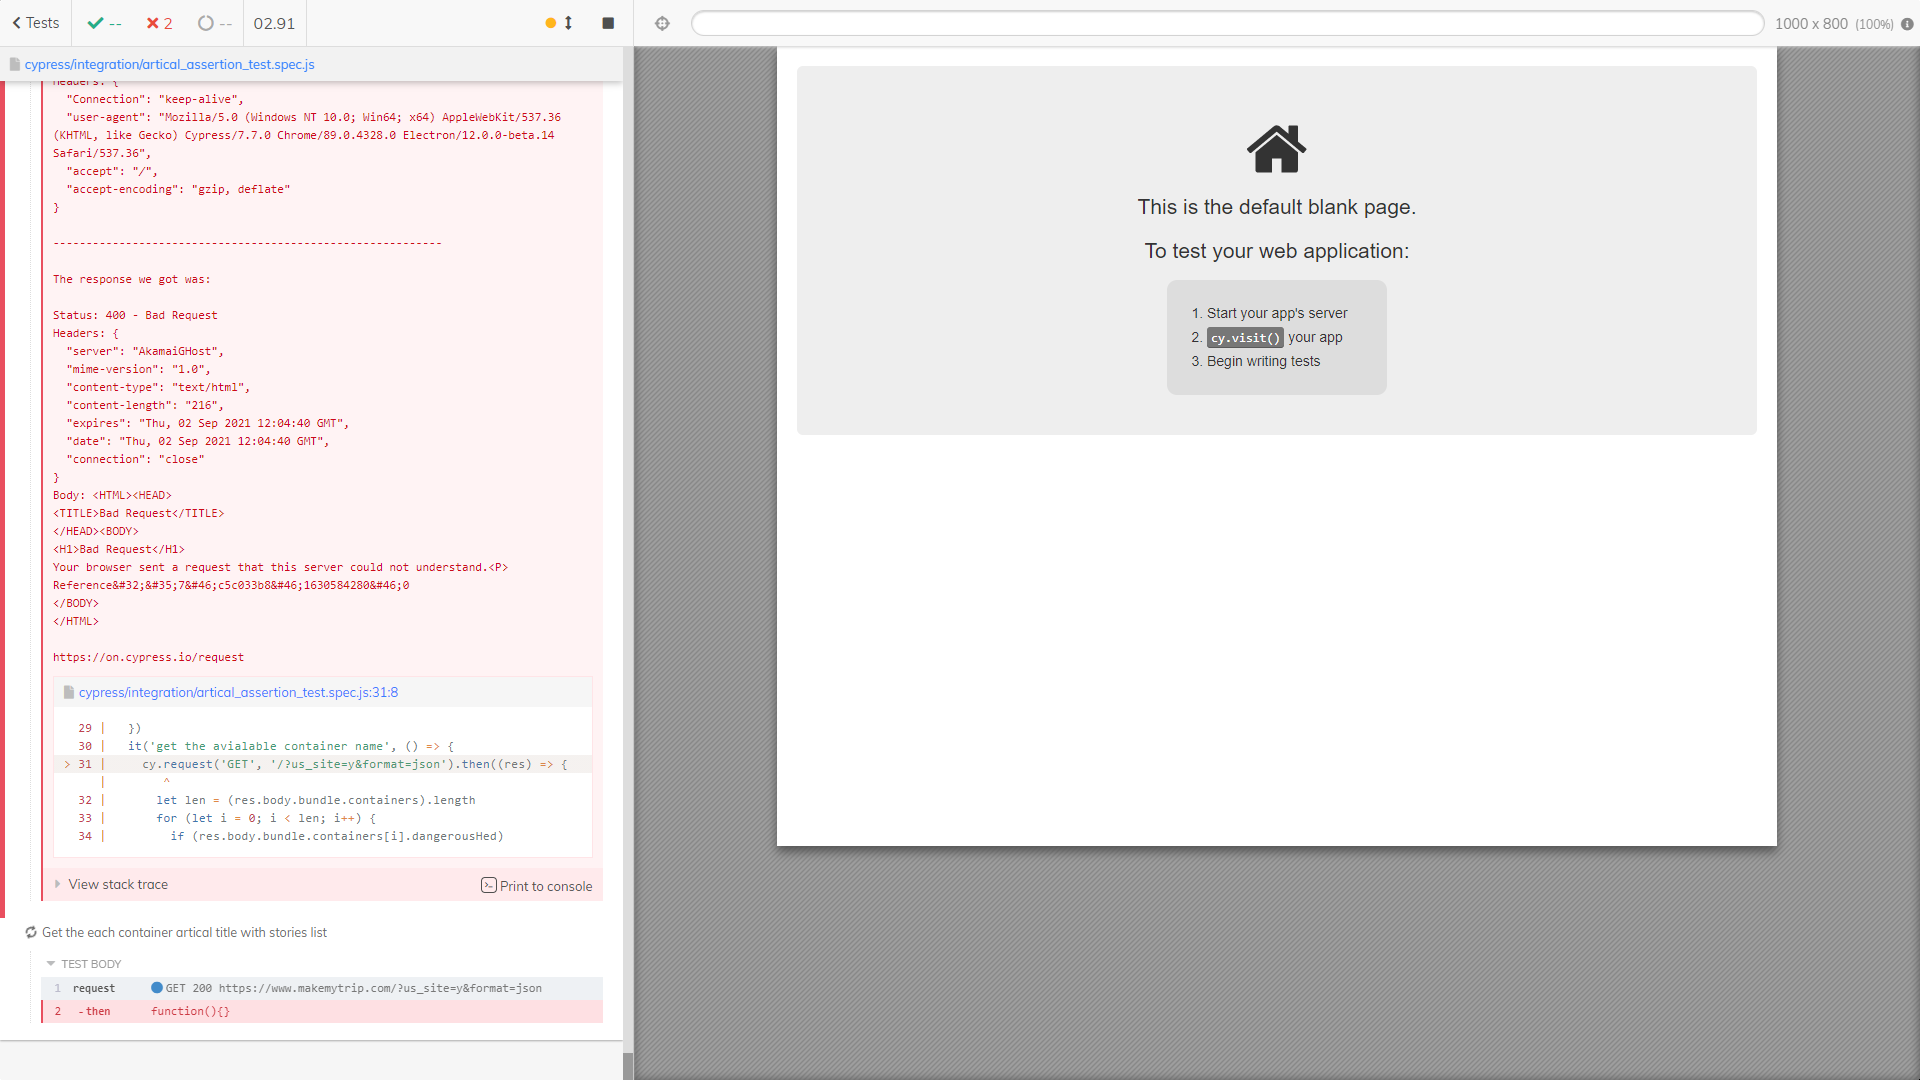 Tests
--
2
--
02.91
1000 x 800 (100%)
cypress/integration/artical_assertion_test.spec.js
Headers: {
"Connection": "keep-alive",
"user-agent": "Mozilla/5.0 (Windows NT 10.0; Win64; x64) AppleWebKit/537.36
(KHTML, like Gecko) Cypress/7.7.0 Chrome/89.0.4328.0 Electron/12.0.0-beta.14
Safari/537.36",
"accept": "*/*",
"accept-encoding": "gzip, deflate"
}
-----------------------------------------------------------
The response we got was:
Status: 400 - Bad Request
Headers: {
"server": "AkamaiGHost",
"mime-version": "1.0",
"content-type": "text/html",
"content-length": "216",
"expires": "Thu, 02 Sep 2021 12:04:40 GMT",
"date": "Thu, 02 Sep 2021 12:04:40 GMT",
"connection": "close"
}
Body: <HTML><HEAD>
<TITLE>Bad Request</TITLE>
</HEAD><BODY>
<H1>Bad Request</H1>
Your browser sent a request that this server could not understand.<P>
Reference&#32;&#35;7&#46;c5c033b8&#46;1630584280&#46;0
</BODY>
</HTML>
https://on.cypress.io/request
cypress/integration/artical_assertion_test.spec.js:31:8
29 | })
30 | it('get the avialable container name', () => {
> 31 | cy.request('GET', '/?us_site=y&format=json').then((res) => {
| ^
32 | let len = (res.body.bundle.containers).length
33 | for (let i = 0; i < len; i++) {
34 | if (res.body.bundle.containers[i].dangerousHed)
View stack trace
Print to console
Get the each container artical title with stories list
TEST BODY
1 request GET 200 https://www.makemytrip.com/?us_site=y&format=json
2 -then function(){}
This is the default blank page.
To test your web application:
1. Start your app's server
2. cy.visit() your app
3. Begin writing tests